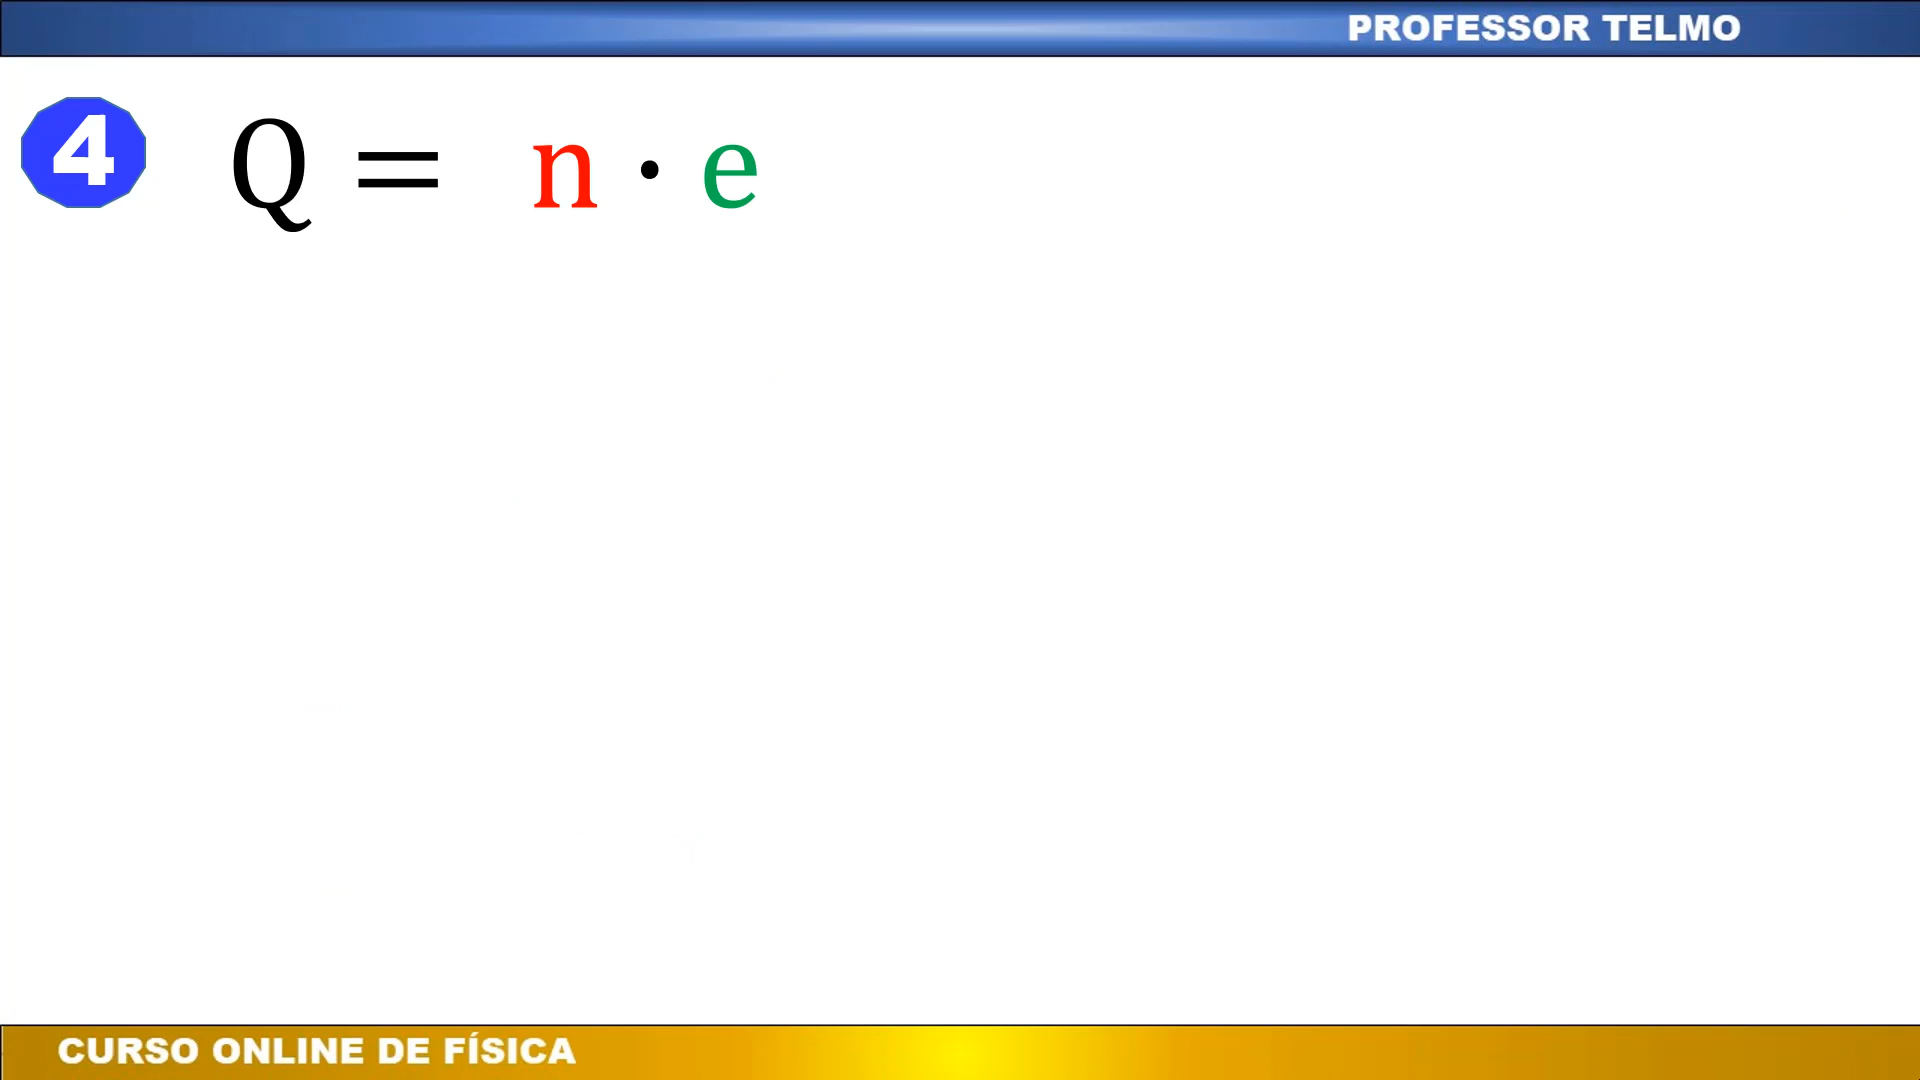 PROFESSOR TELMO
4 Q = n · e
CURSO ONLINE DE FÍSICA